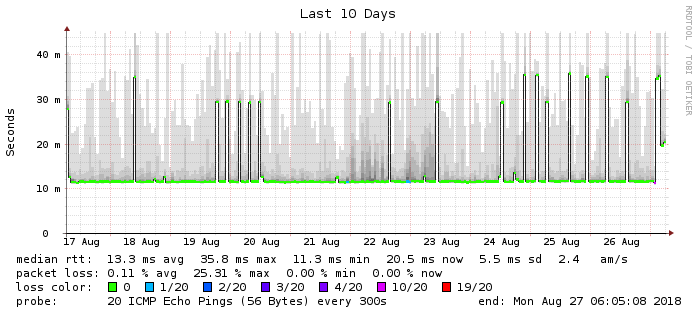 Last 10 Days
RRDTOOL / TOBI OETIKER
Seconds
40 m
30 m
20 m
10 m
0
17 Aug 18 Aug 19 Aug 20 Aug 21 Aug 22 Aug 23 Aug 24 Aug 25 Aug 26 Aug
median rtt: 13.3 ms avg 35.8 ms max 11.3 ms min 20.5 ms now 5.5 ms sd 2.4 am/s
packet loss: 0.11 % avg 25.31 % max 0.00 % min 0.00 % now
loss color: 0 1/20 2/20 3/20 4/20 10/20 19/20
probe: 20 ICMP Echo Pings (56 Bytes) every 300s end: Mon Aug 27 06:05:08 2018